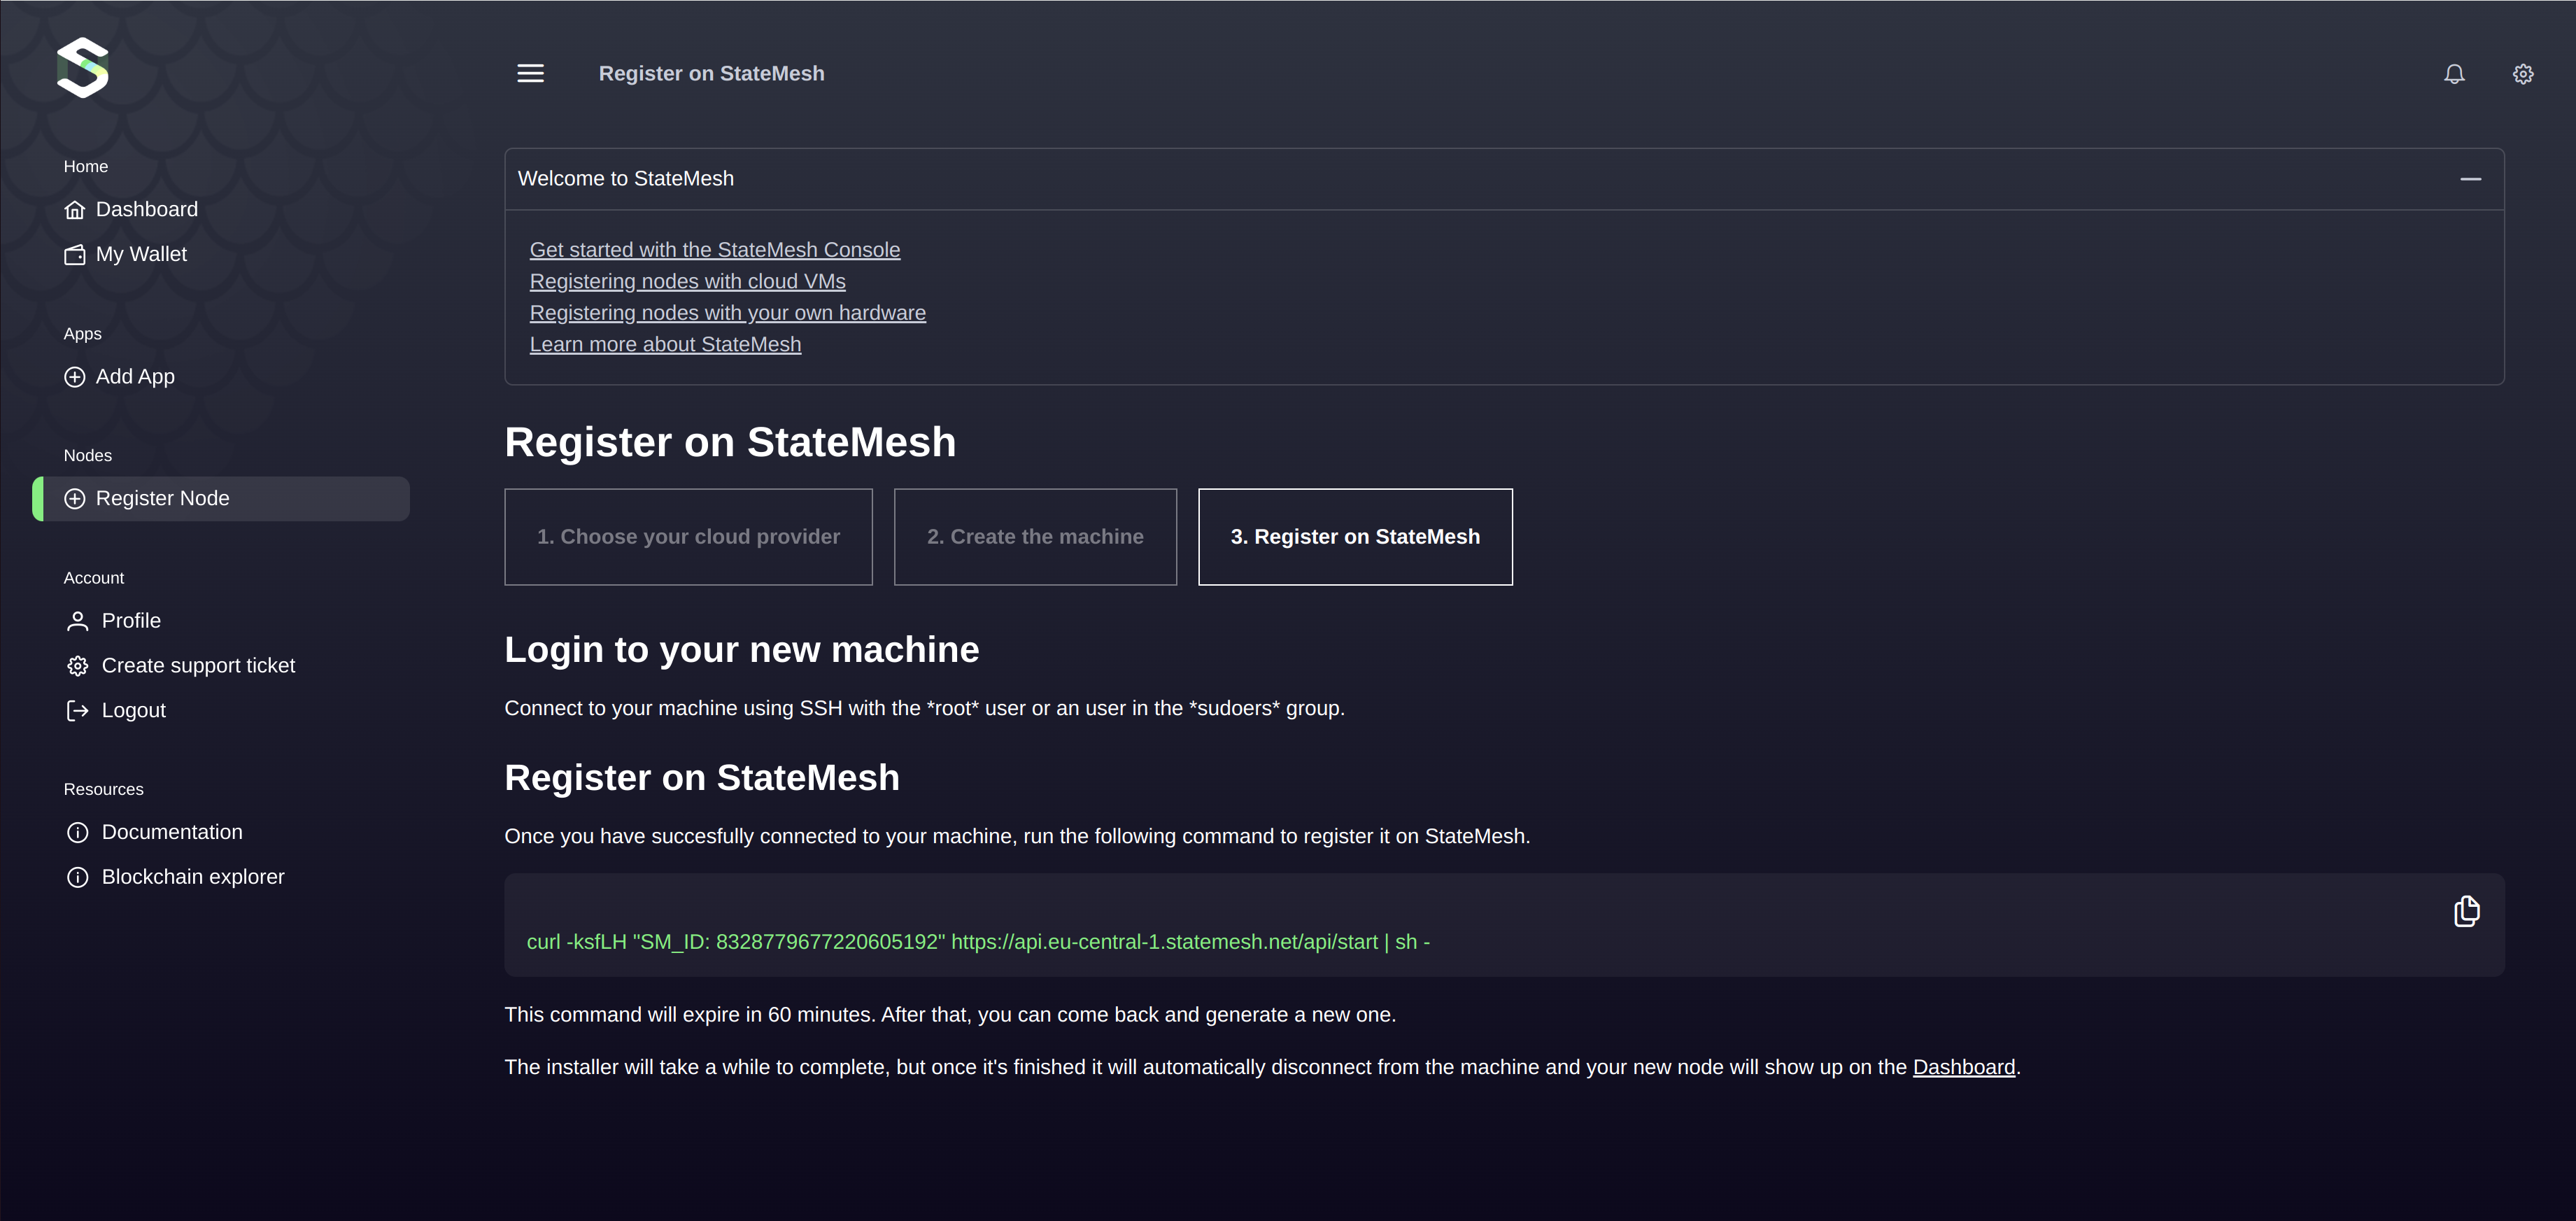 Register on StateMesh
Home
Dashboard
My Wallet
Apps
Add App
Nodes
Register Node
Account
Profile
Create support ticket
Logout
Resources
Documentation
Blockchain explorer
Welcome to StateMesh
Get started with the StateMesh Console
Registering nodes with cloud VMs
Registering nodes with your own hardware
Learn more about StateMesh
Register on StateMesh
1. Choose your cloud provider
2. Create the machine
3. Register on StateMesh
Login to your new machine
Connect to your machine using SSH with the *root* user or an user in the *sudoers* group.
Register on StateMesh
Once you have succesfully connected to your machine, run the following command to register it on StateMesh.
curl -ksfLH "SM_ID: 8328779677220605192" https://api.eu-central-1.statemesh.net/api/start | sh -
This command will expire in 60 minutes. After that, you can come back and generate a new one.
The installer will take a while to complete, but once it's finished it will automatically disconnect from the machine and your new node will show up on the Dashboard.